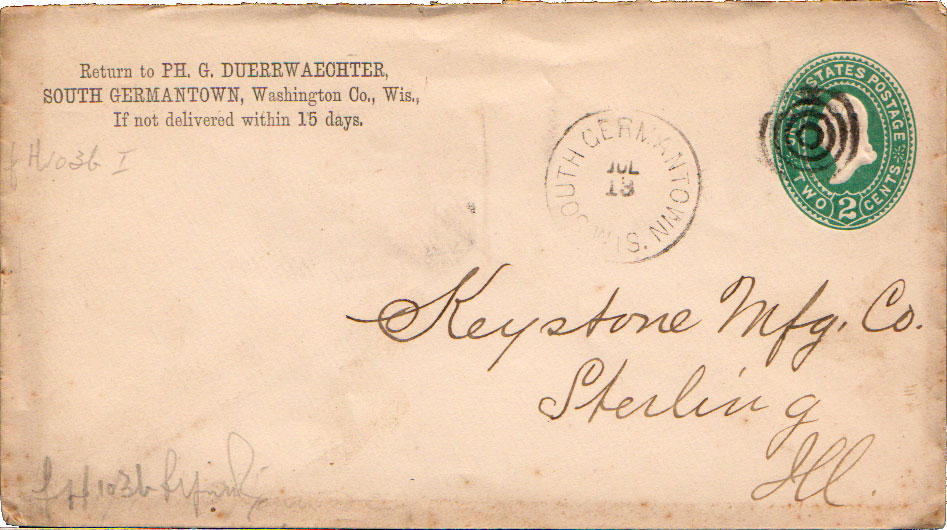 Return to PH. G. DUERRWAECHTER,
SOUTH GERMANTOWN, Washington Co., Wis.,
If not delivered within 15 days.
SOUTH GERMANTOWN
WIS.
JUL
13
STATES POSTAGE
TWO 2 CENTS
Keystone Mfg. Co.
Sterling
Ill.